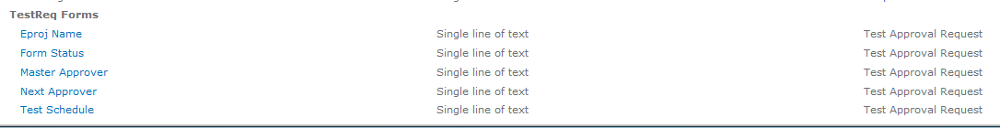 TestReq Forms
Eproj Name Single line of text Test Approval Request
Form Status Single line of text Test Approval Request
Master Approver Single line of text Test Approval Request
Next Approver Single line of text Test Approval Request
Test Schedule Single line of text Test Approval Request